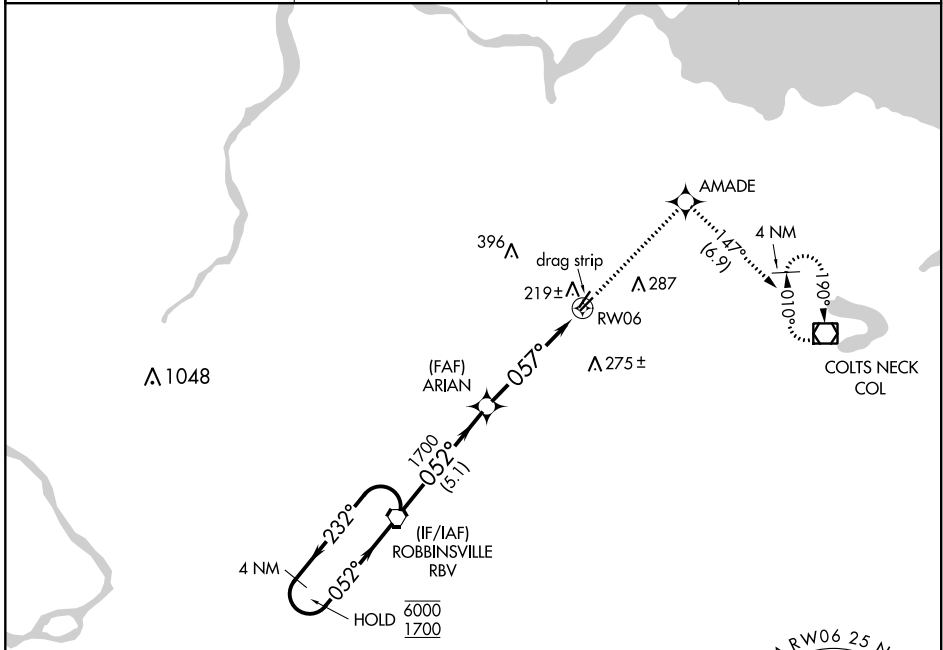 AMADE
4 NM
147°
(6.9)
396
drag strip
219±
287
RW06
010°
190°
275±
COLTS NECK
COL
1048
(FAF)
ARIAN
057°
1700
052°
(5.1)
232°
(IF/IAF)
ROBBINSVILLE
RBV
4 NM
052°
HOLD
6000
1700
RW06 25 N